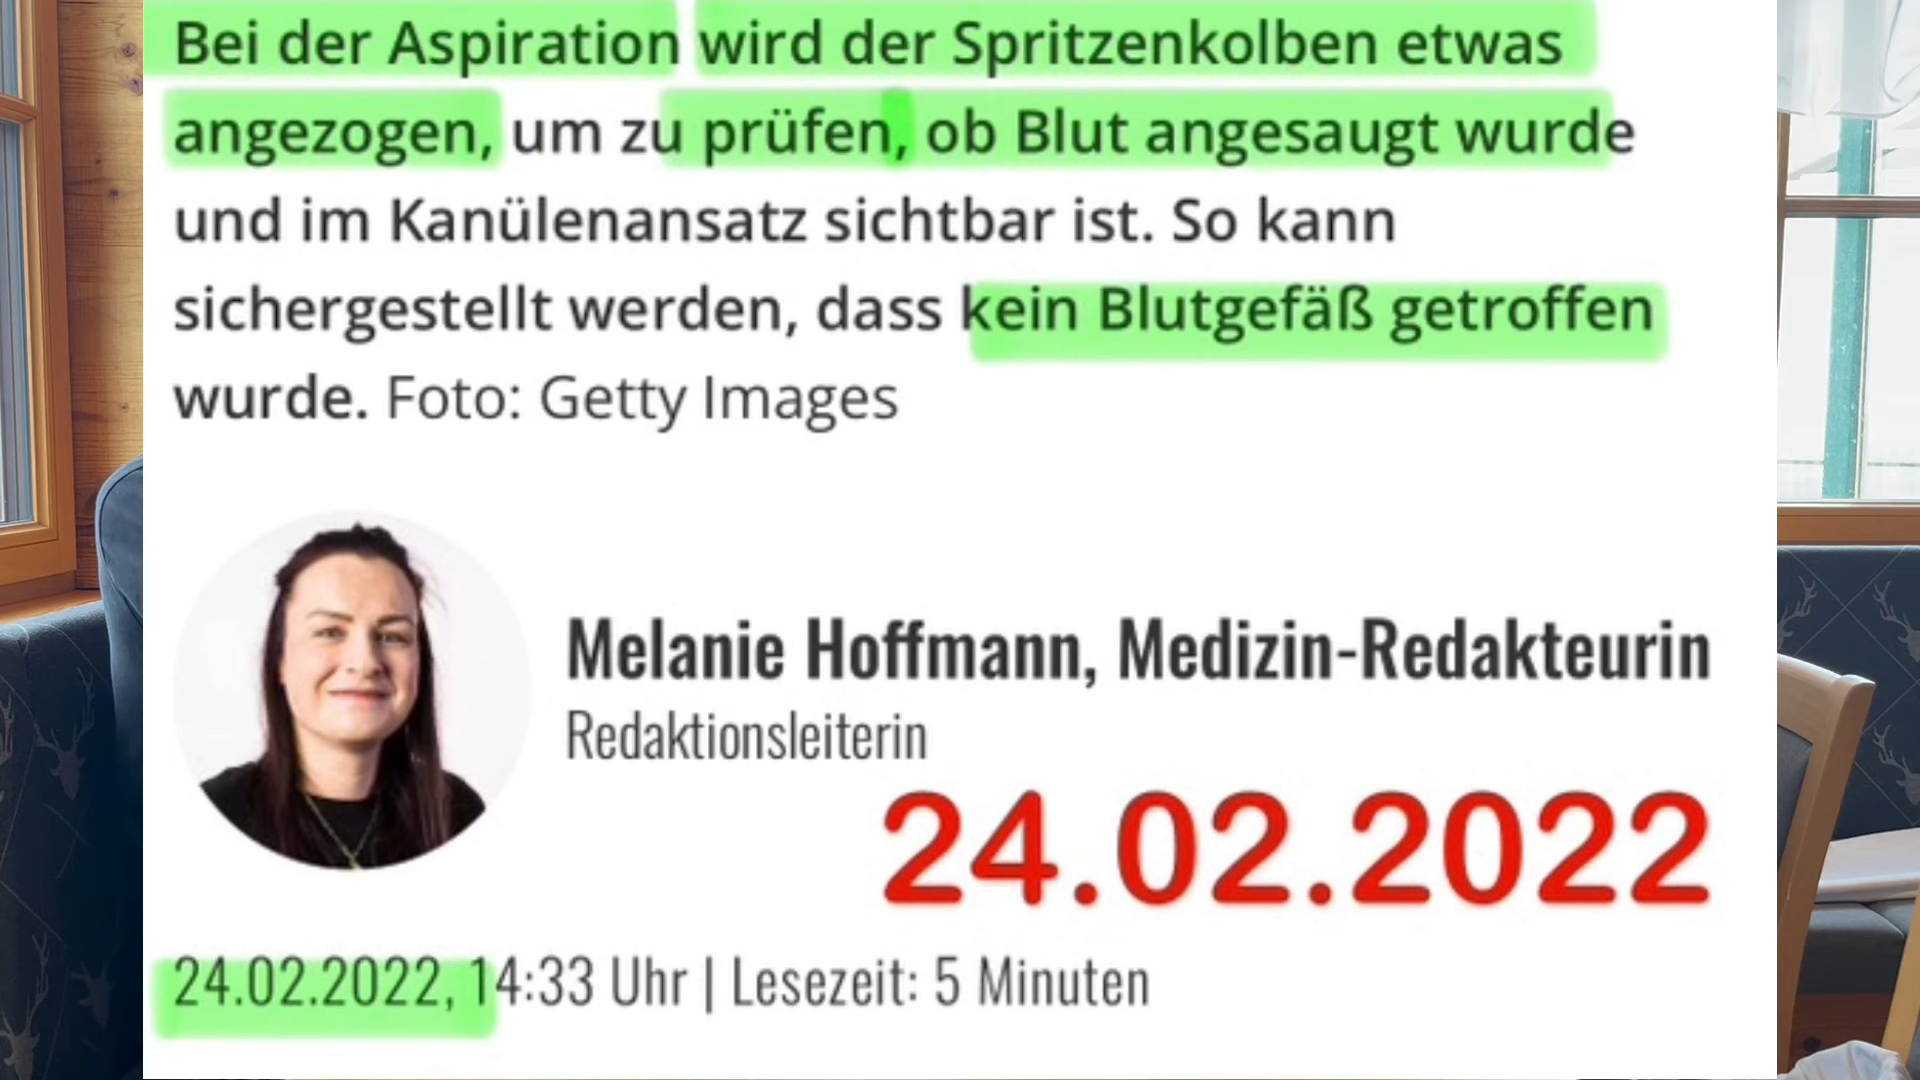 Bei der Aspiration wird der Spritzenkolben etwas
angezogen, um zu prüfen, ob Blut angesaugt wurde
und im Kanülenansatz sichtbar ist. So kann
sichergestellt werden, dass kein Blutgefäß getroffen
wurde. Foto: Getty Images
Melanie Hoffmann, Medizin-Redakteurin
Redaktionsleiterin
24.02.2022
24.02.2022, 14:33 Uhr | Lesezeit: 5 Minuten